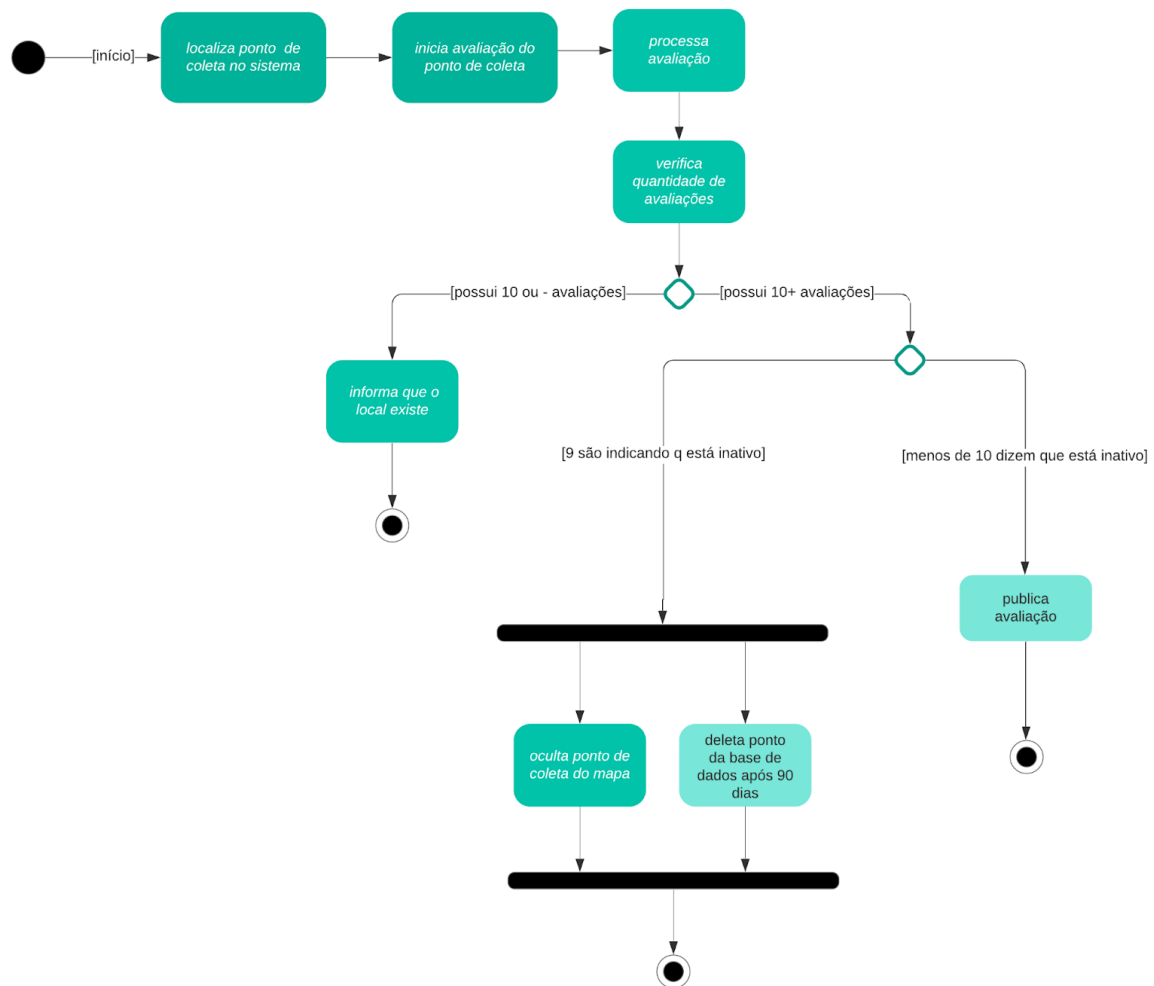 [início]
localiza ponto de
coleta no sistema
inicia avaliação do
ponto de coleta
processa
avaliação
verifica
quantidade de
avaliações
[possui 10 ou - avaliações]
[possui 10+ avaliações]
informa que o
local existe
[9 são indicando q está inativo]
[menos de 10 dizem que está inativo]
publica
avaliação
oculta ponto de
coleta do mapa
deleta ponto
da base de
dados após 90
dias